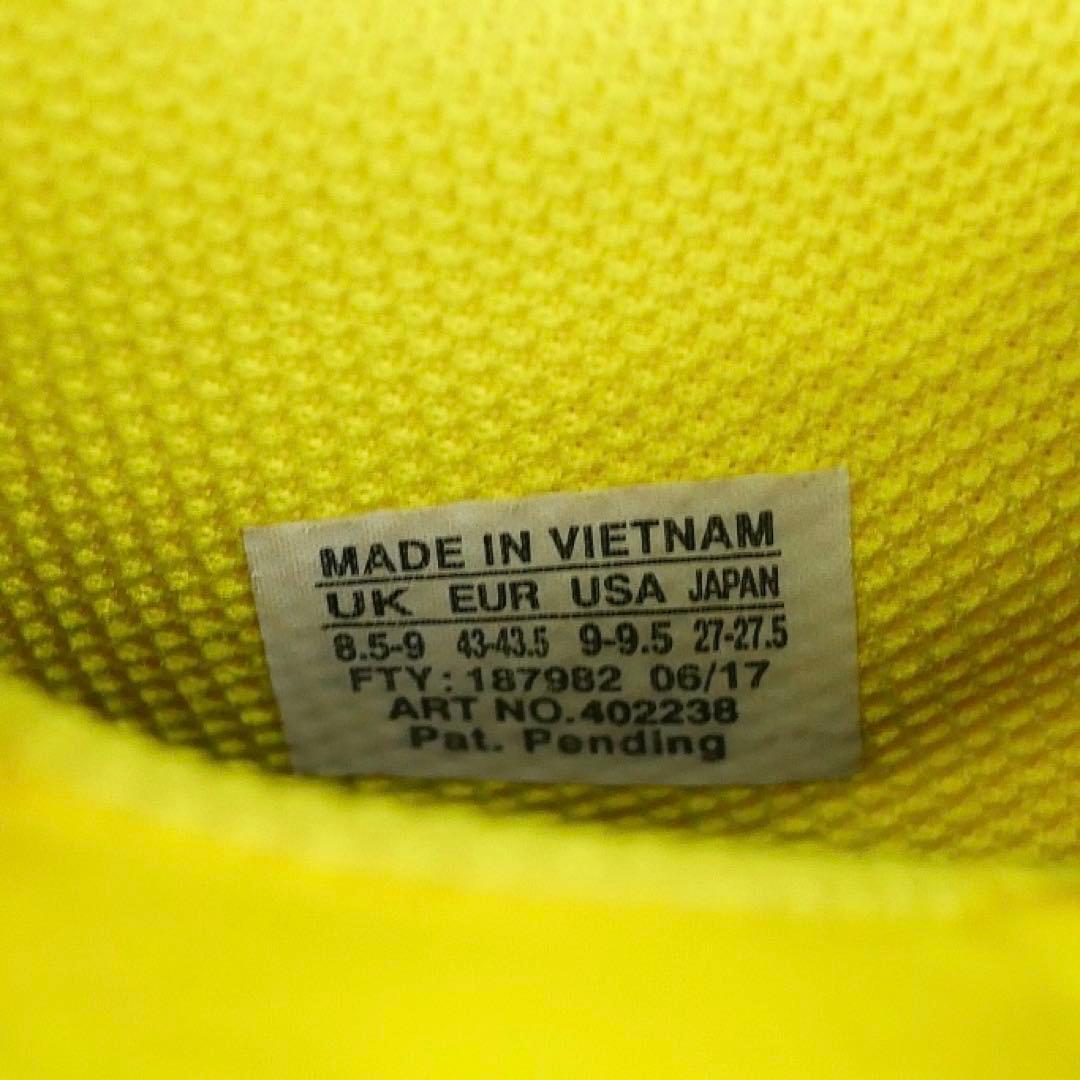 MADE IN VIETNAM
UK EUR USA JAPAN
8.5-9 43-43.5 9-9.5 27-27.5
FTY: 187982 06/17
ART NO.402238
Pat. Pending